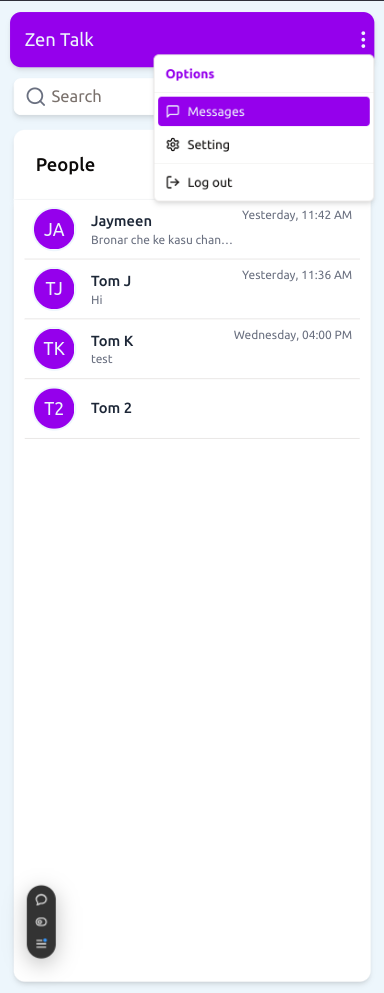 Zen Talk
Options
Search
Messages
Setting
Log out
People
JA
Jaymeen
Yesterday, 11:42 AM
Bronar che ke kasu chan...
TJ
Tom J
Yesterday, 11:36 AM
Hi
TK
Tom K
Wednesday, 04:00 PM
test
T2
Tom 2